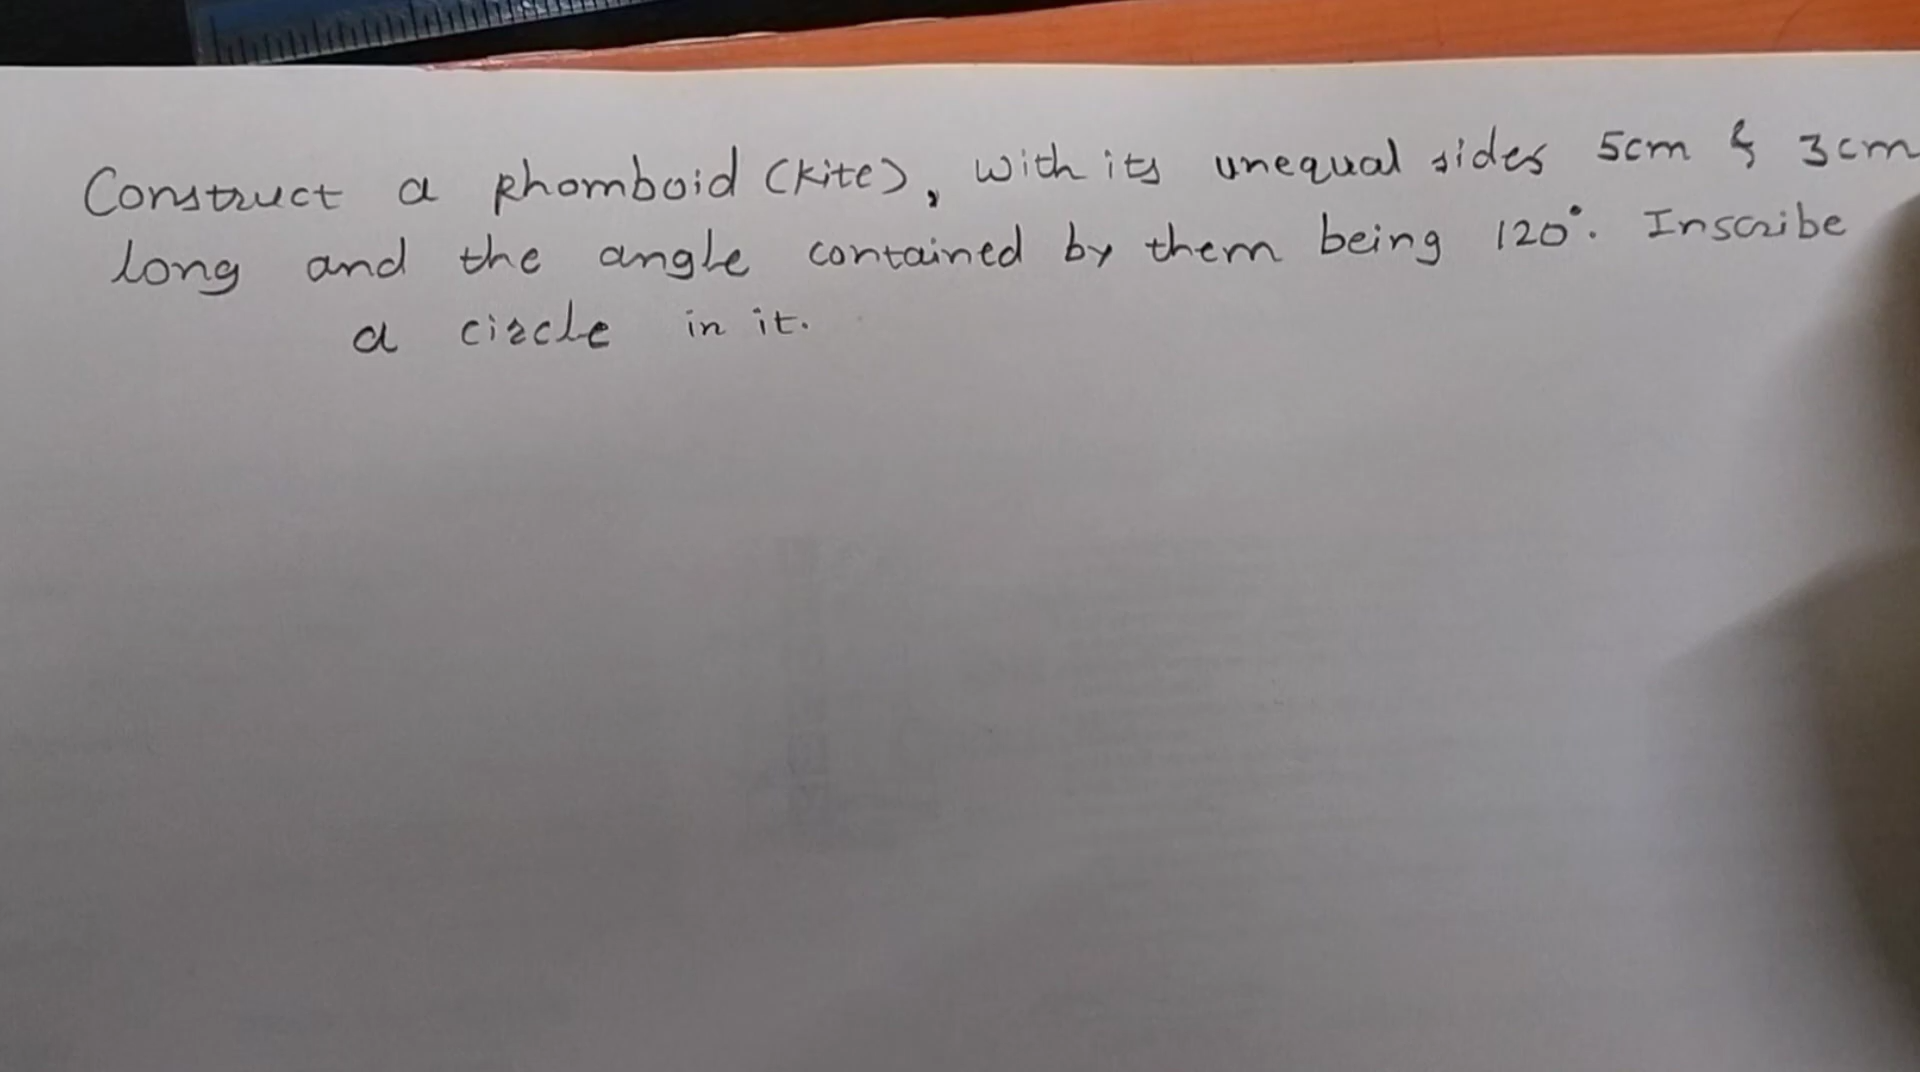 Construct a Rhomboid (kite), with its unequal sides 5cm & 3cm
long and the angle contained by them being 120°. Inscribe
a circle in it.